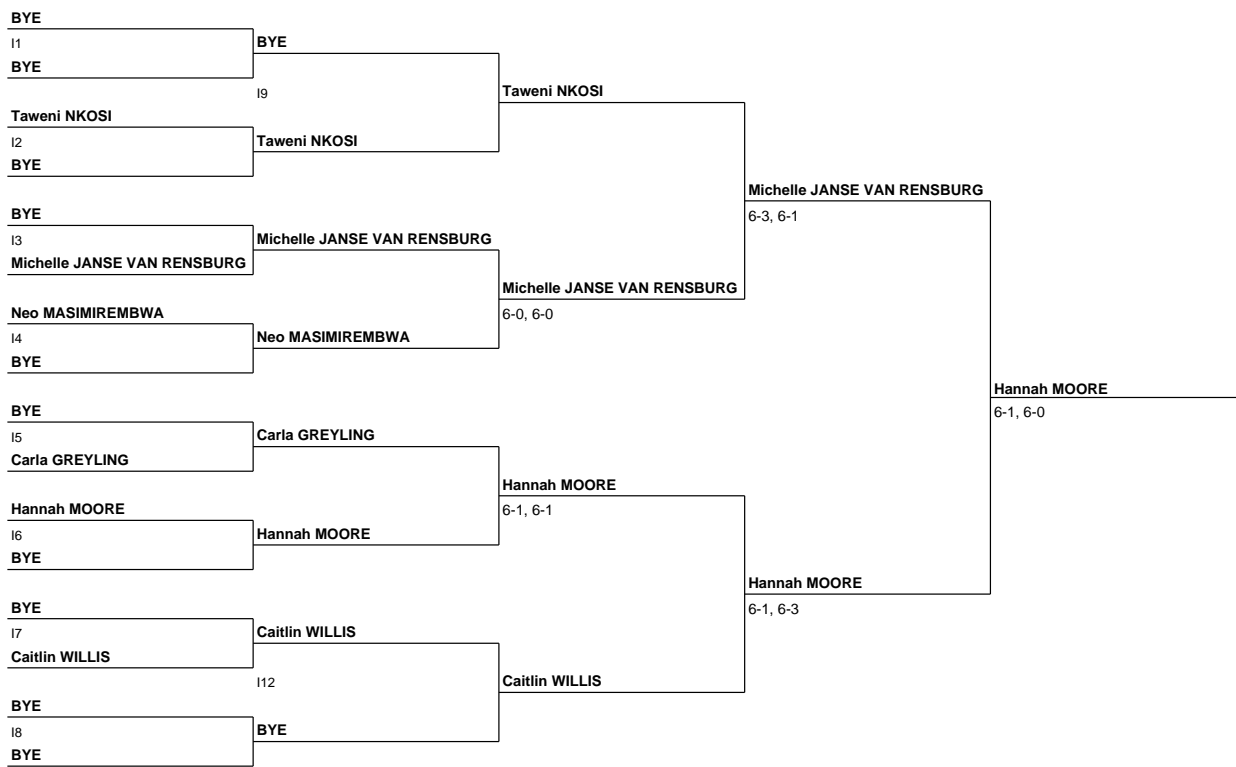 BYE
I1
BYE
BYE
I9
Taweni NKOSI
Taweni NKOSI
I2
Taweni NKOSI
BYE
Michelle JANSE VAN RENSBURG
6-3, 6-1
BYE
I3
Michelle JANSE VAN RENSBURG
Michelle JANSE VAN RENSBURG
Michelle JANSE VAN RENSBURG
6-0, 6-0
Neo MASIMIREMBWA
I4
Neo MASIMIREMBWA
BYE
Hannah MOORE
6-1, 6-0
BYE
I5
Carla GREYLING
Carla GREYLING
Hannah MOORE
6-1, 6-1
Hannah MOORE
I6
Hannah MOORE
BYE
Hannah MOORE
6-1, 6-3
BYE
I7
Caitlin WILLIS
Caitlin WILLIS
I12
Caitlin WILLIS
BYE
I8
BYE
BYE